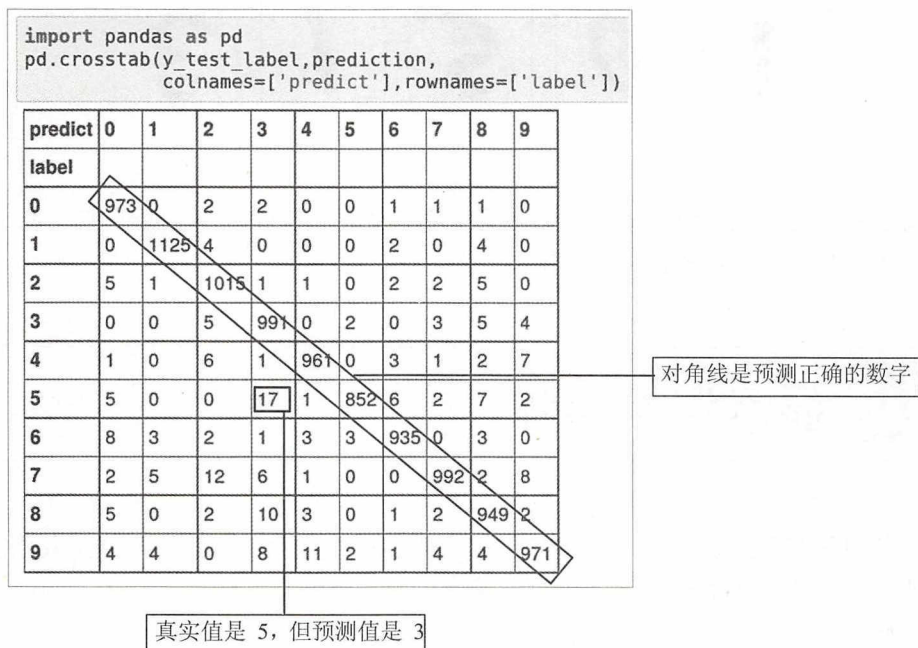 import pandas as pd
pd.crosstab(y_test_label,prediction,
colnames=['predict'],rownames=['label'])
predict 0 1 2 3 4 5 6 7 8 9
label
0 973 0 2 2 0 0 1 1 1 0
1 0 1125 4 0 0 0 2 0 4 0
2 5 1 1015 1 1 0 2 2 5 0
3 0 0 5 991 0 2 0 3 5 4
4 1 0 6 1 961 0 3 1 2 7
对角线是预测正确的数字
5 5 0 0 17 1 852 6 2 7 2
6 8 3 2 1 3 3 935 0 3 0
7 2 5 12 6 1 0 0 992 2 8
8 5 0 2 10 3 0 1 2 949 2
9 4 4 0 8 11 2 1 4 4 971
真实值是 5，但预测值是 3